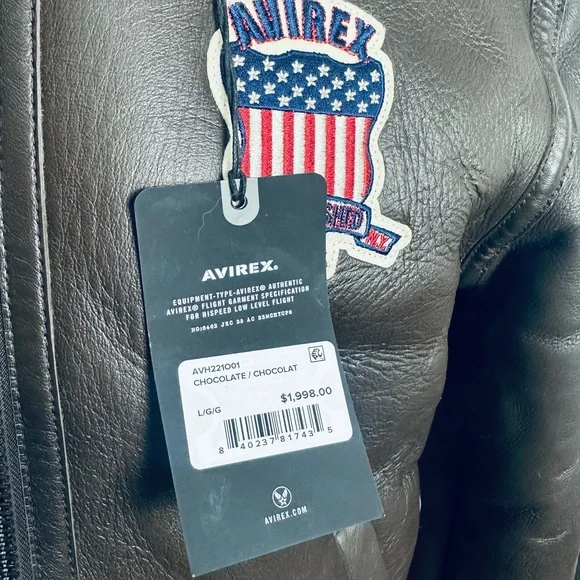 AVIREX
N.Y.
AVIREX.
EQUIPMENT-TYPE-AVIREX® AUTHENTIC
AVIREX® FLIGHT GARMENT SPECIFICATION
FOR HISPEED LOW LEVEL FLIGHT
AVH221O01
CHOCOLATE / CHOCOLAT
L/G/G
$1,998.00
8 40237 81743 5
AVIREX.COM